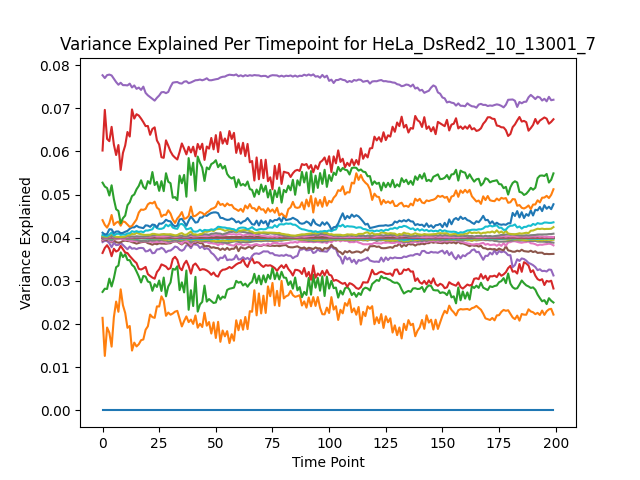 Variance Explained Per Timepoint for HeLa_DsRed2_10_13001_7
0.08
0.07
0.06
0.05
0.04
0.03
0.02
0.01
0.00
Variance Explained
0 25 50 75 100 125 150 175 200
Time Point